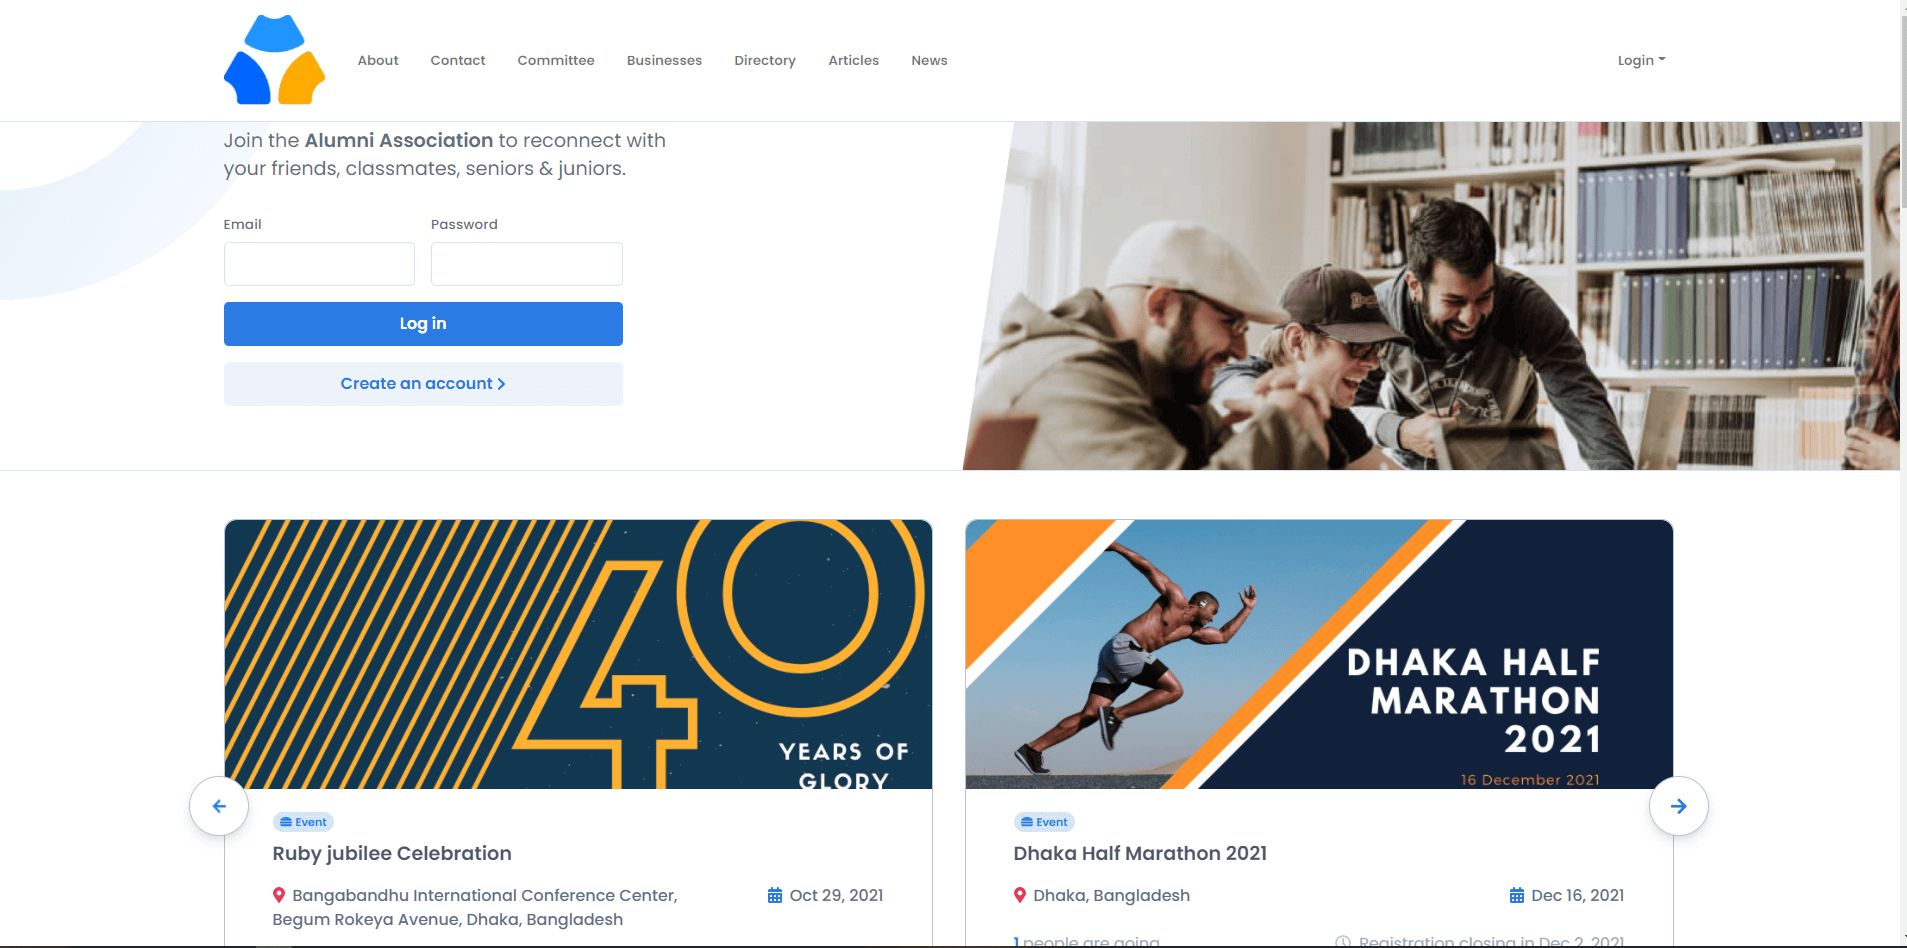 About
Contact
Committee
Businesses
Directory
Articles
News
Login
Join the Alumni Association to reconnect with
your friends, classmates, seniors & juniors.
Email
Password
Log in
Create an account
40
YEARS OF
GLORY
DHAKA HALF
MARATHON
2021
16 December 2021
Event
Ruby jubilee Celebration
Bangabandhu International Conference Center,
Begum Rokeya Avenue, Dhaka, Bangladesh
Oct 29, 2021
Event
Dhaka Half Marathon 2021
Dhaka, Bangladesh
Dec 16, 2021
1 people are going
Registration closing in Dec 2, 2021